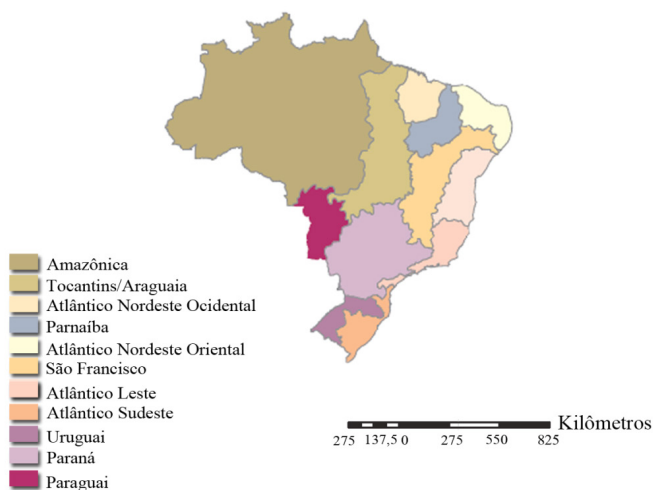 Amazônica
Tocantins/Araguaia
Atlântico Nordeste Ocidental
Parnaíba
Atlântico Nordeste Oriental
São Francisco
Atlântico Leste
Atlântico Sudeste
Uruguai
Paraná
Paraguai
Kilômetros
275 137,5 0 275 550 825